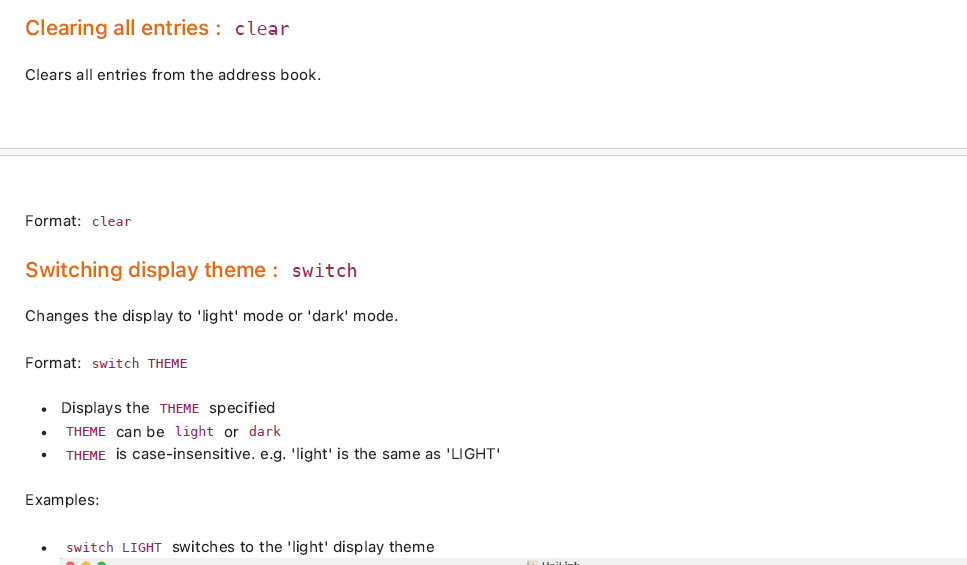 Clearing all entries : clear
Clears all entries from the address book.
Format: clear
Switching display theme : switch
Changes the display to 'light' mode or 'dark' mode.
Format: switch THEME
• Displays the THEME specified
• THEME can be light or dark
• THEME is case-insensitive. e.g. 'light' is the same as 'LIGHT'
Examples:
• switch LIGHT switches to the 'light' display theme